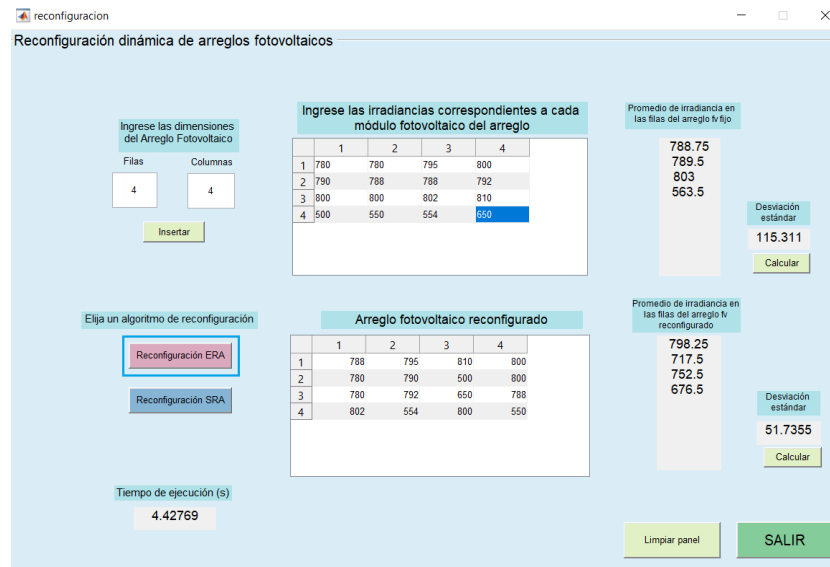 reconfiguracion
Reconfiguración dinámica de arreglos fotovoltaicos
Ingrese las dimensiones
del Arreglo Fotovoltaico
Filas Columnas
4 4
Insertar
Ingrese las irradiancias correspondientes a cada
módulo fotovoltaico del arreglo
1 2 3 4
1 780 780 795 800
2 790 788 788 792
3 800 800 802 810
4 500 550 554 650
Promedio de irradiancia en
las filas del arreglo fv fijo
788.75
789.5
803
563.5
Desviación
estándar
115.311
Calcular
Elija un algoritmo de reconfiguración
Reconfiguración ERA
Reconfiguración SRA
Arreglo fotovoltaico reconfigurado
1 2 3 4
1 788 795 810 800
2 780 790 500 800
3 780 792 650 788
4 802 554 800 550
Promedio de irradiancia en
las filas del arreglo fv
reconfigurado
798.25
717.5
752.5
676.5
Desviación
estándar
51.7355
Calcular
Tiempo de ejecución (s)
4.42769
Limpiar panel
SALIR